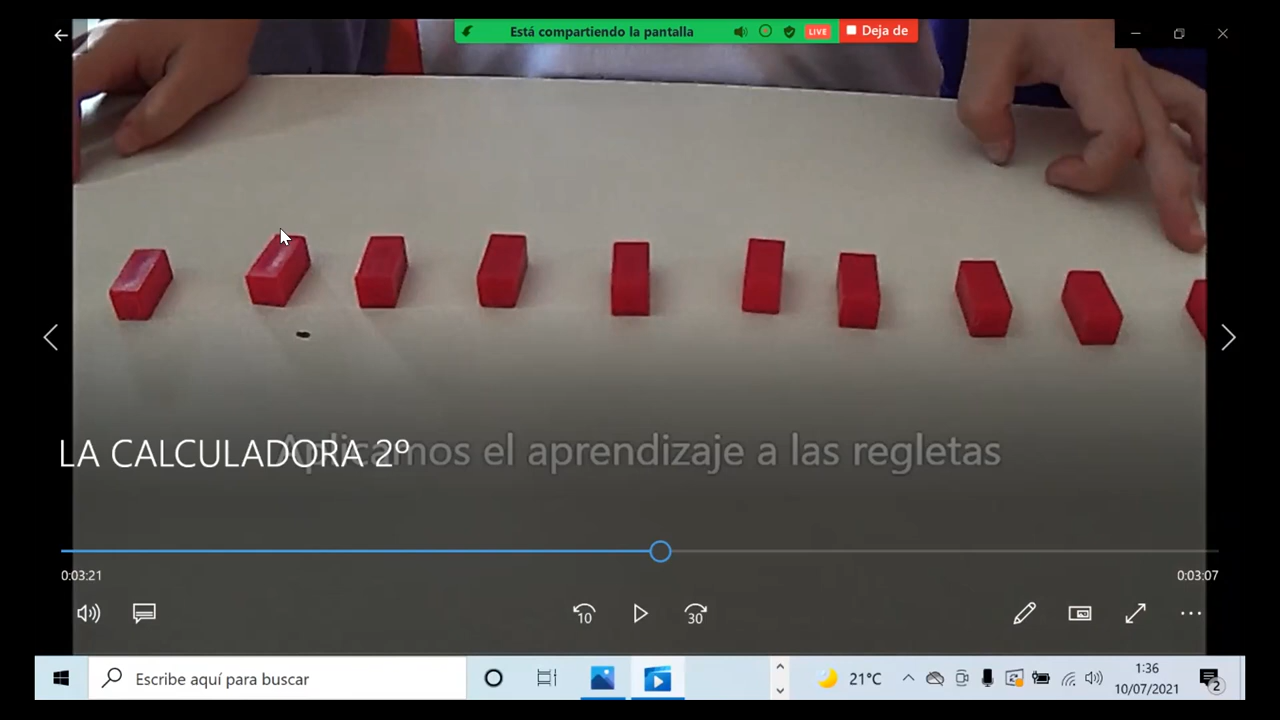 Está compartiendo la pantalla
LIVE
Deja de
LA CALCULADORA 2º
Aplicamos el aprendizaje a las regletas
0:03:21
0:03:07
10
30
Escribe aquí para buscar
21°C
1:36
10/07/2021
2